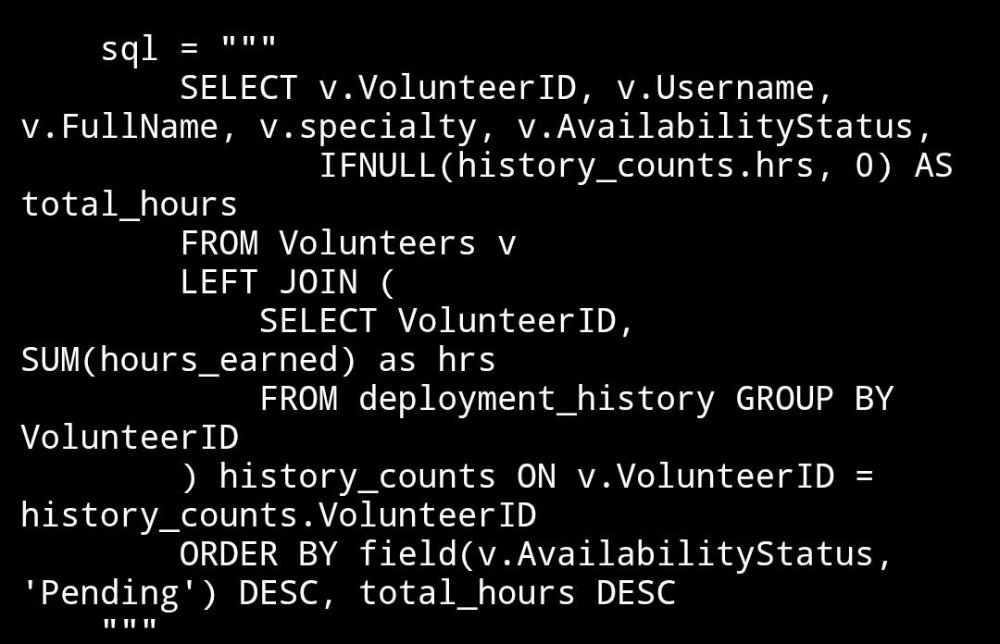 sql = """
SELECT v.VolunteerID, v.Username,
v.FullName, v.specialty, v.AvailabilityStatus,
IFNULL(history_counts.hrs, 0) AS
total_hours
FROM Volunteers v
LEFT JOIN (
SELECT VolunteerID,
SUM(hours_earned) as hrs
FROM deployment_history GROUP BY
VolunteerID
) history_counts ON v.VolunteerID =
history_counts.VolunteerID
ORDER BY field(v.AvailabilityStatus,
'Pending') DESC, total_hours DESC
"""